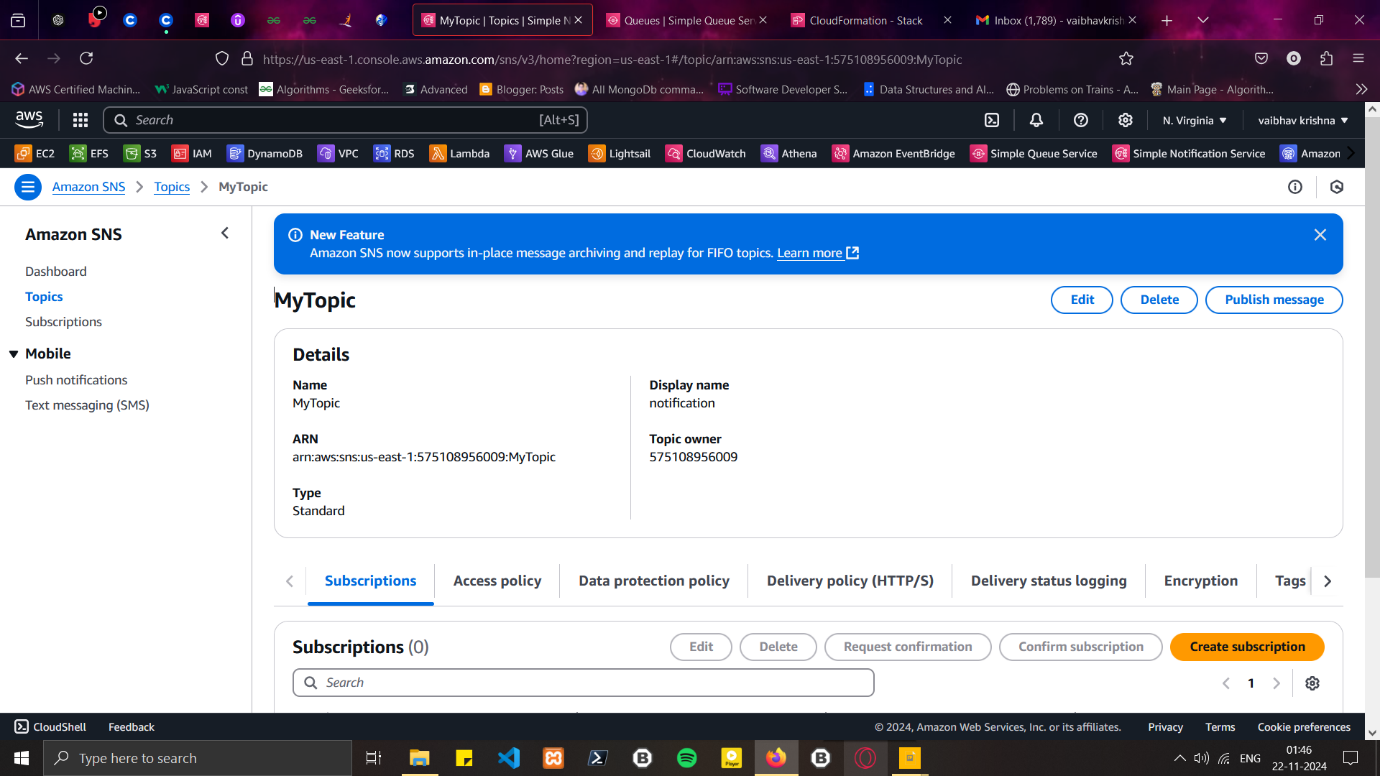 MyTopic | Topics | Simple N
Queues | Simple Queue Serv
CloudFormation - Stack
Inbox (1,789) - vaibhavkrish
https://us-east-1.console.aws.amazon.com/sns/v3/home?region=us-east-1#/topic/arn:aws:sns:us-east-1:575108956009:MyTopic
AWS Certified Machin...
JavaScript const
Algorithms - Geeksfor...
Advanced
Blogger: Posts
All MongoDb comma...
Software Developer S...
Data Structures and Al...
Problems on Trains - A...
Main Page - Algorith...
aws
Search [Alt+S]
N. Virginia
vaibhav krishna
EC2
EFS
S3
IAM
DynamoDB
VPC
RDS
Lambda
AWS Glue
Lightsail
CloudWatch
Athena
Amazon EventBridge
Simple Queue Service
Simple Notification Service
Amazon
Amazon SNS > Topics > MyTopic
Amazon SNS
Dashboard
Topics
Subscriptions
Mobile
Push notifications
Text messaging (SMS)
New Feature
Amazon SNS now supports in-place message archiving and replay for FIFO topics. Learn more
MyTopic
Edit
Delete
Publish message
Details
Name
MyTopic
ARN
arn:aws:sns:us-east-1:575108956009:MyTopic
Type
Standard
Display name
notification
Topic owner
575108956009
Subscriptions
Access policy
Data protection policy
Delivery policy (HTTP/S)
Delivery status logging
Encryption
Tags
Subscriptions (0)
Edit
Delete
Request confirmation
Confirm subscription
Create subscription
Search
1
CloudShell
Feedback
© 2024, Amazon Web Services, Inc. or its affiliates.
Privacy
Terms
Cookie preferences
Type here to search
ENG
01:46
22-11-2024